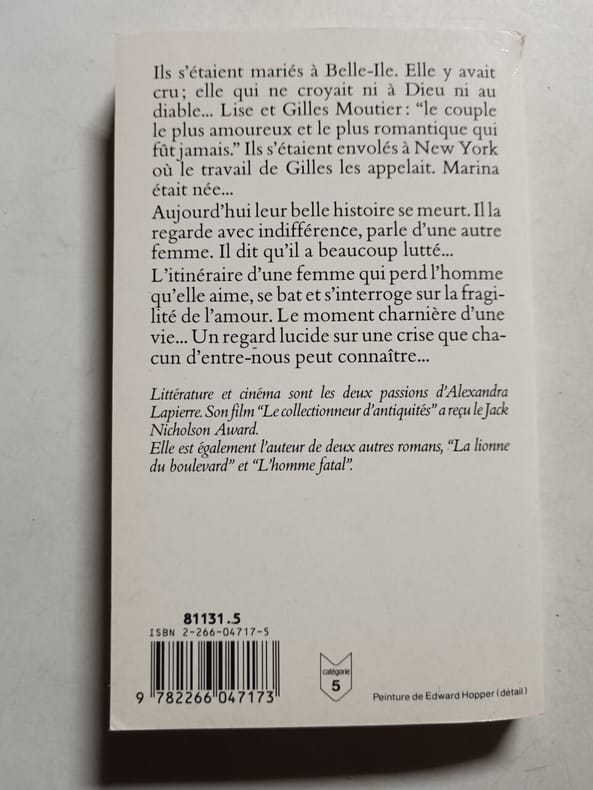 Ils s'étaient mariés à Belle-Ile. Elle y avait
cru ; elle qui ne croyait ni à Dieu ni au
diable... Lise et Gilles Moutier : “le couple
le plus amoureux et le plus romantique qui
fût jamais.” Ils s'étaient envolés à New York
où le travail de Gilles les appelait. Marina
était née...
Aujourd'hui leur belle histoire se meurt. Il la
regarde avec indifférence, parle d'une autre
femme. Il dit qu'il a beaucoup lutté...
L'itinéraire d'une femme qui perd l'homme
qu'elle aime, se bat et s'interroge sur la fragi-
lité de l'amour. Le moment charnière d'une
vie... Un regard lucide sur une crise que cha-
cun d'entre-nous peut connaître...
Littérature et cinéma sont les deux passions d'Alexandra
Lapierre. Son film “Le collectionneur d'antiquités” a reçu le Jack
Nicholson Award.
Elle est également l'auteur de deux autres romans, “La lionne
du boulevard” et “L'homme fatal”.
81131.5
ISBN 2-266-04717-5
9 782266 047173
catégorie
5
Peinture de Edward Hopper (détail)